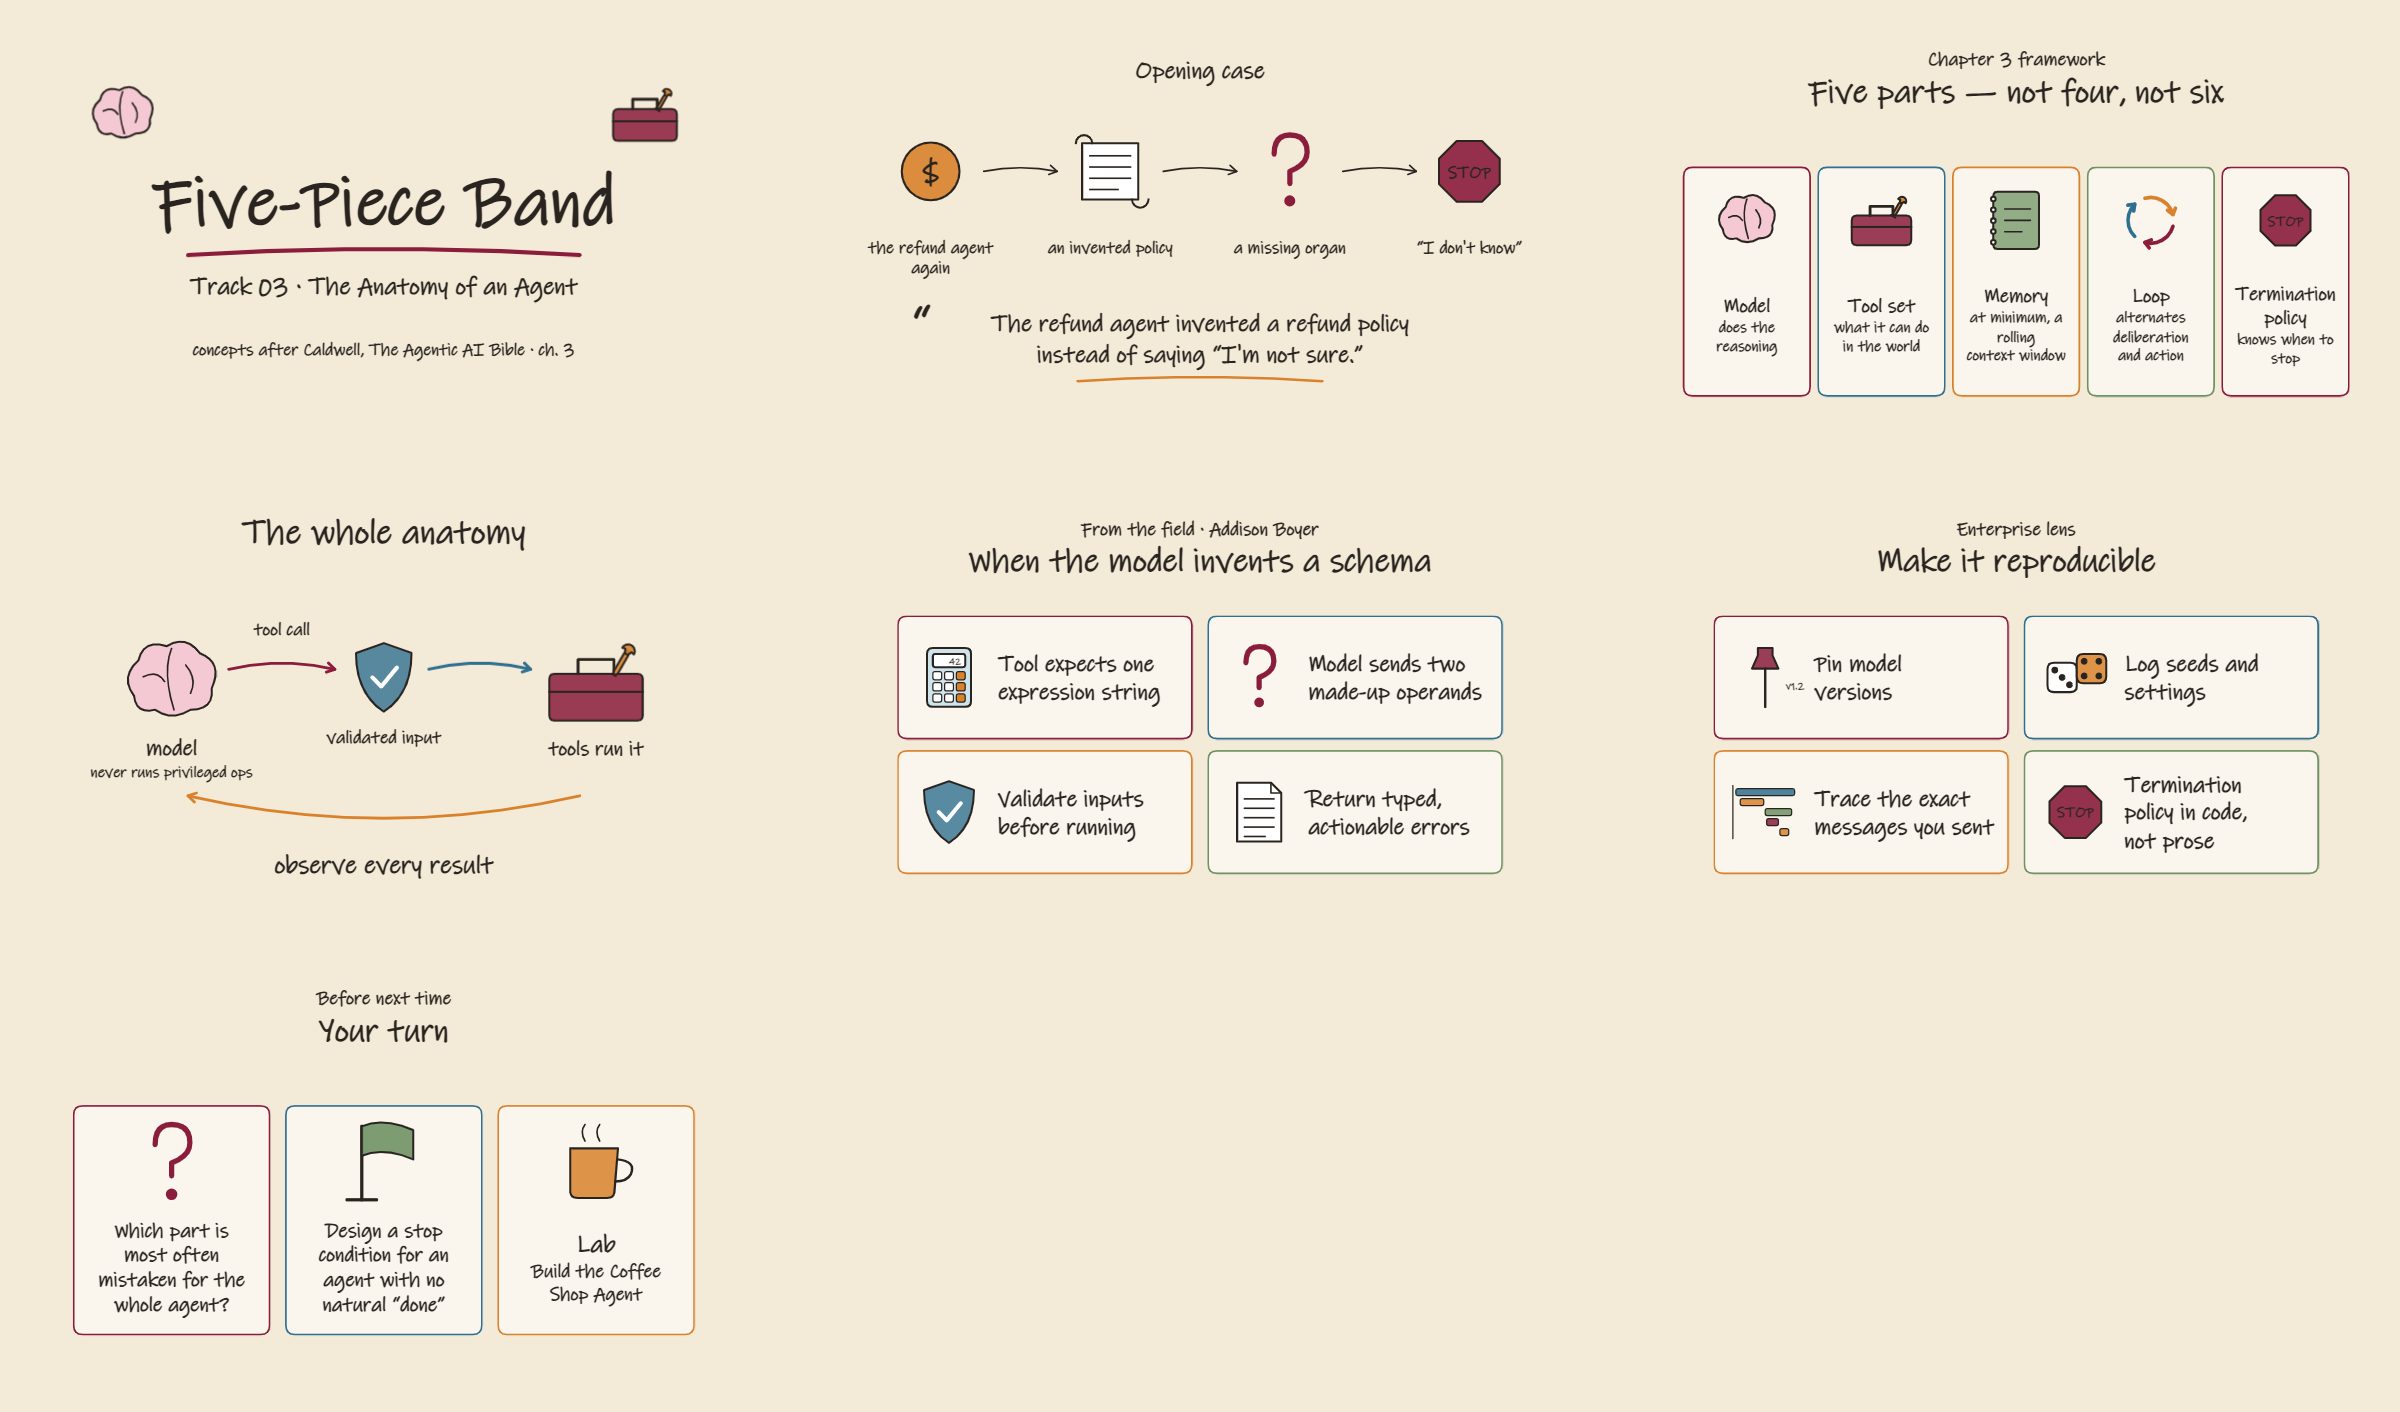 Five-Piece Band
Track 03 · The Anatomy of an Agent
concepts after Caldwell, The Agentic AI Bible · ch. 3
Opening case
$
STOP
the refund agent
again
an invented policy
a missing organ
"I don't know"
“
The refund agent invented a refund policy
instead of saying "I'm not sure."
Chapter 3 framework
Five parts — not four, not six
Model
does the
reasoning
Tool set
what it can do
in the world
Memory
at minimum, a
rolling
context window
Loop
alternates
deliberation
and action
STOP
Termination
policy
knows when to
stop
The whole anatomy
tool call
model
never runs privileged ops
validated input
tools run it
observe every result
From the field · Addison Boyer
When the model invents a schema
42
Tool expects one
expression string
Model sends two
made-up operands
Validate inputs
before running
Return typed,
actionable errors
Enterprise lens
Make it reproducible
v1.2
Pin model
versions
Log seeds and
settings
Trace the exact
messages you sent
STOP
Termination
policy in code,
not prose
Before next time
Your turn
Which part is
most often
mistaken for the
whole agent?
Design a stop
condition for an
agent with no
natural "done"
Lab
Build the Coffee
Shop Agent